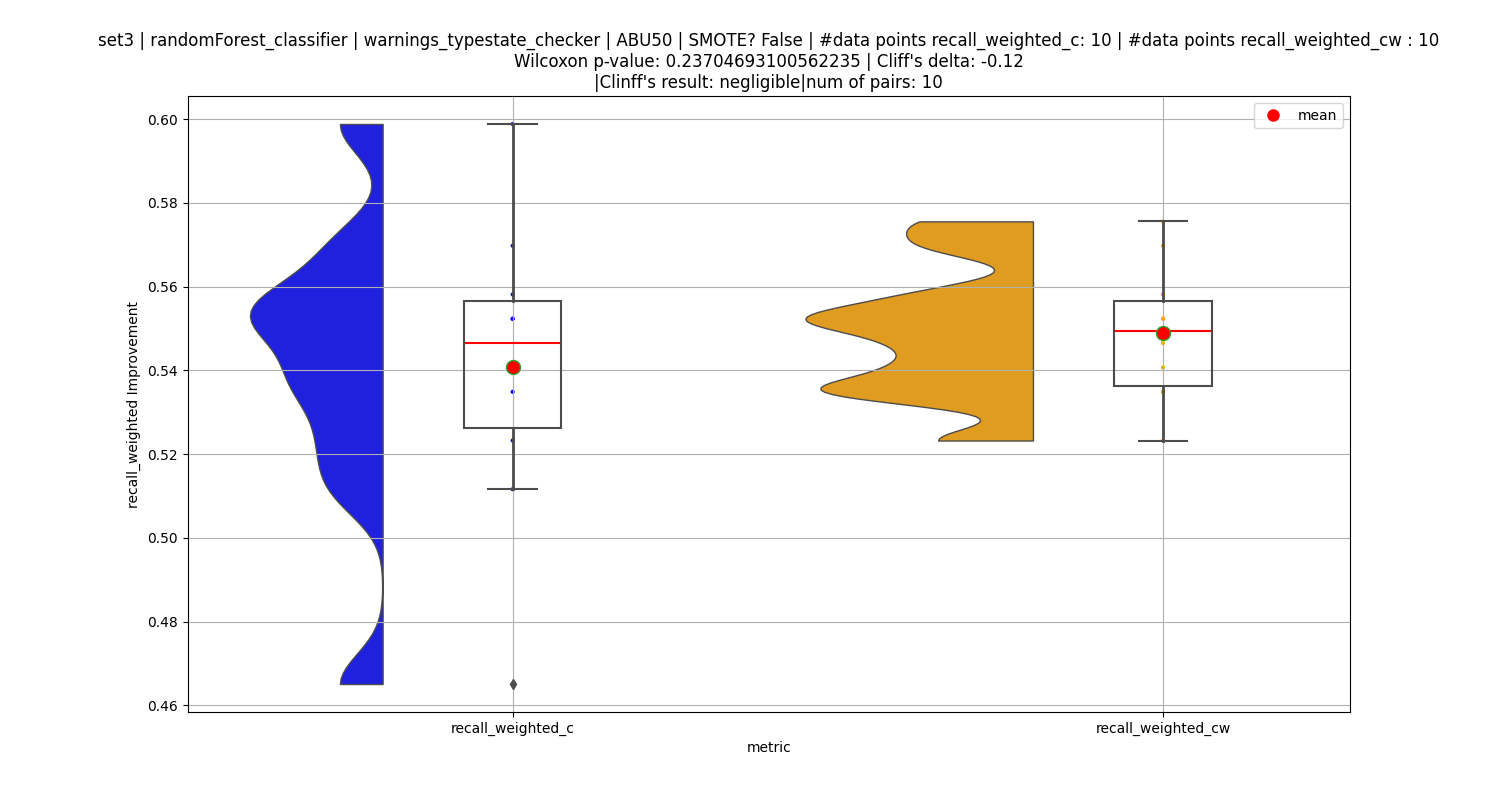 set3 | randomForest_classifier | warnings_typestate_checker | ABU50 | SMOTE? False | #data points recall_weighted_c: 10 | #data points recall_weighted_cw : 10
Wilcoxon p-value: 0.23704693100562235 | Cliff's delta: -0.12
|Clinff's result: negligible|num of pairs: 10
mean
0.60
0.58
0.56
0.54
0.52
0.50
0.48
0.46
recall_weighted Improvement
recall_weighted_c
recall_weighted_cw
metric